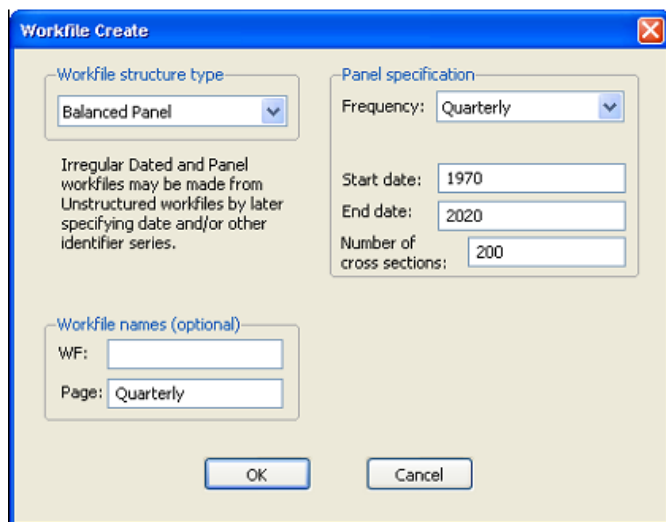 Workfile Create
Workfile structure type
Balanced Panel
Irregular Dated and Panel
workfiles may be made from
Unstructured workfiles by later
specifying date and/or other
identifier series.
Panel specification
Frequency: Quarterly
Start date: 1970
End date: 2020
Number of
cross sections: 200
Workfile names (optional)
WF:
Page: Quarterly
OK Cancel